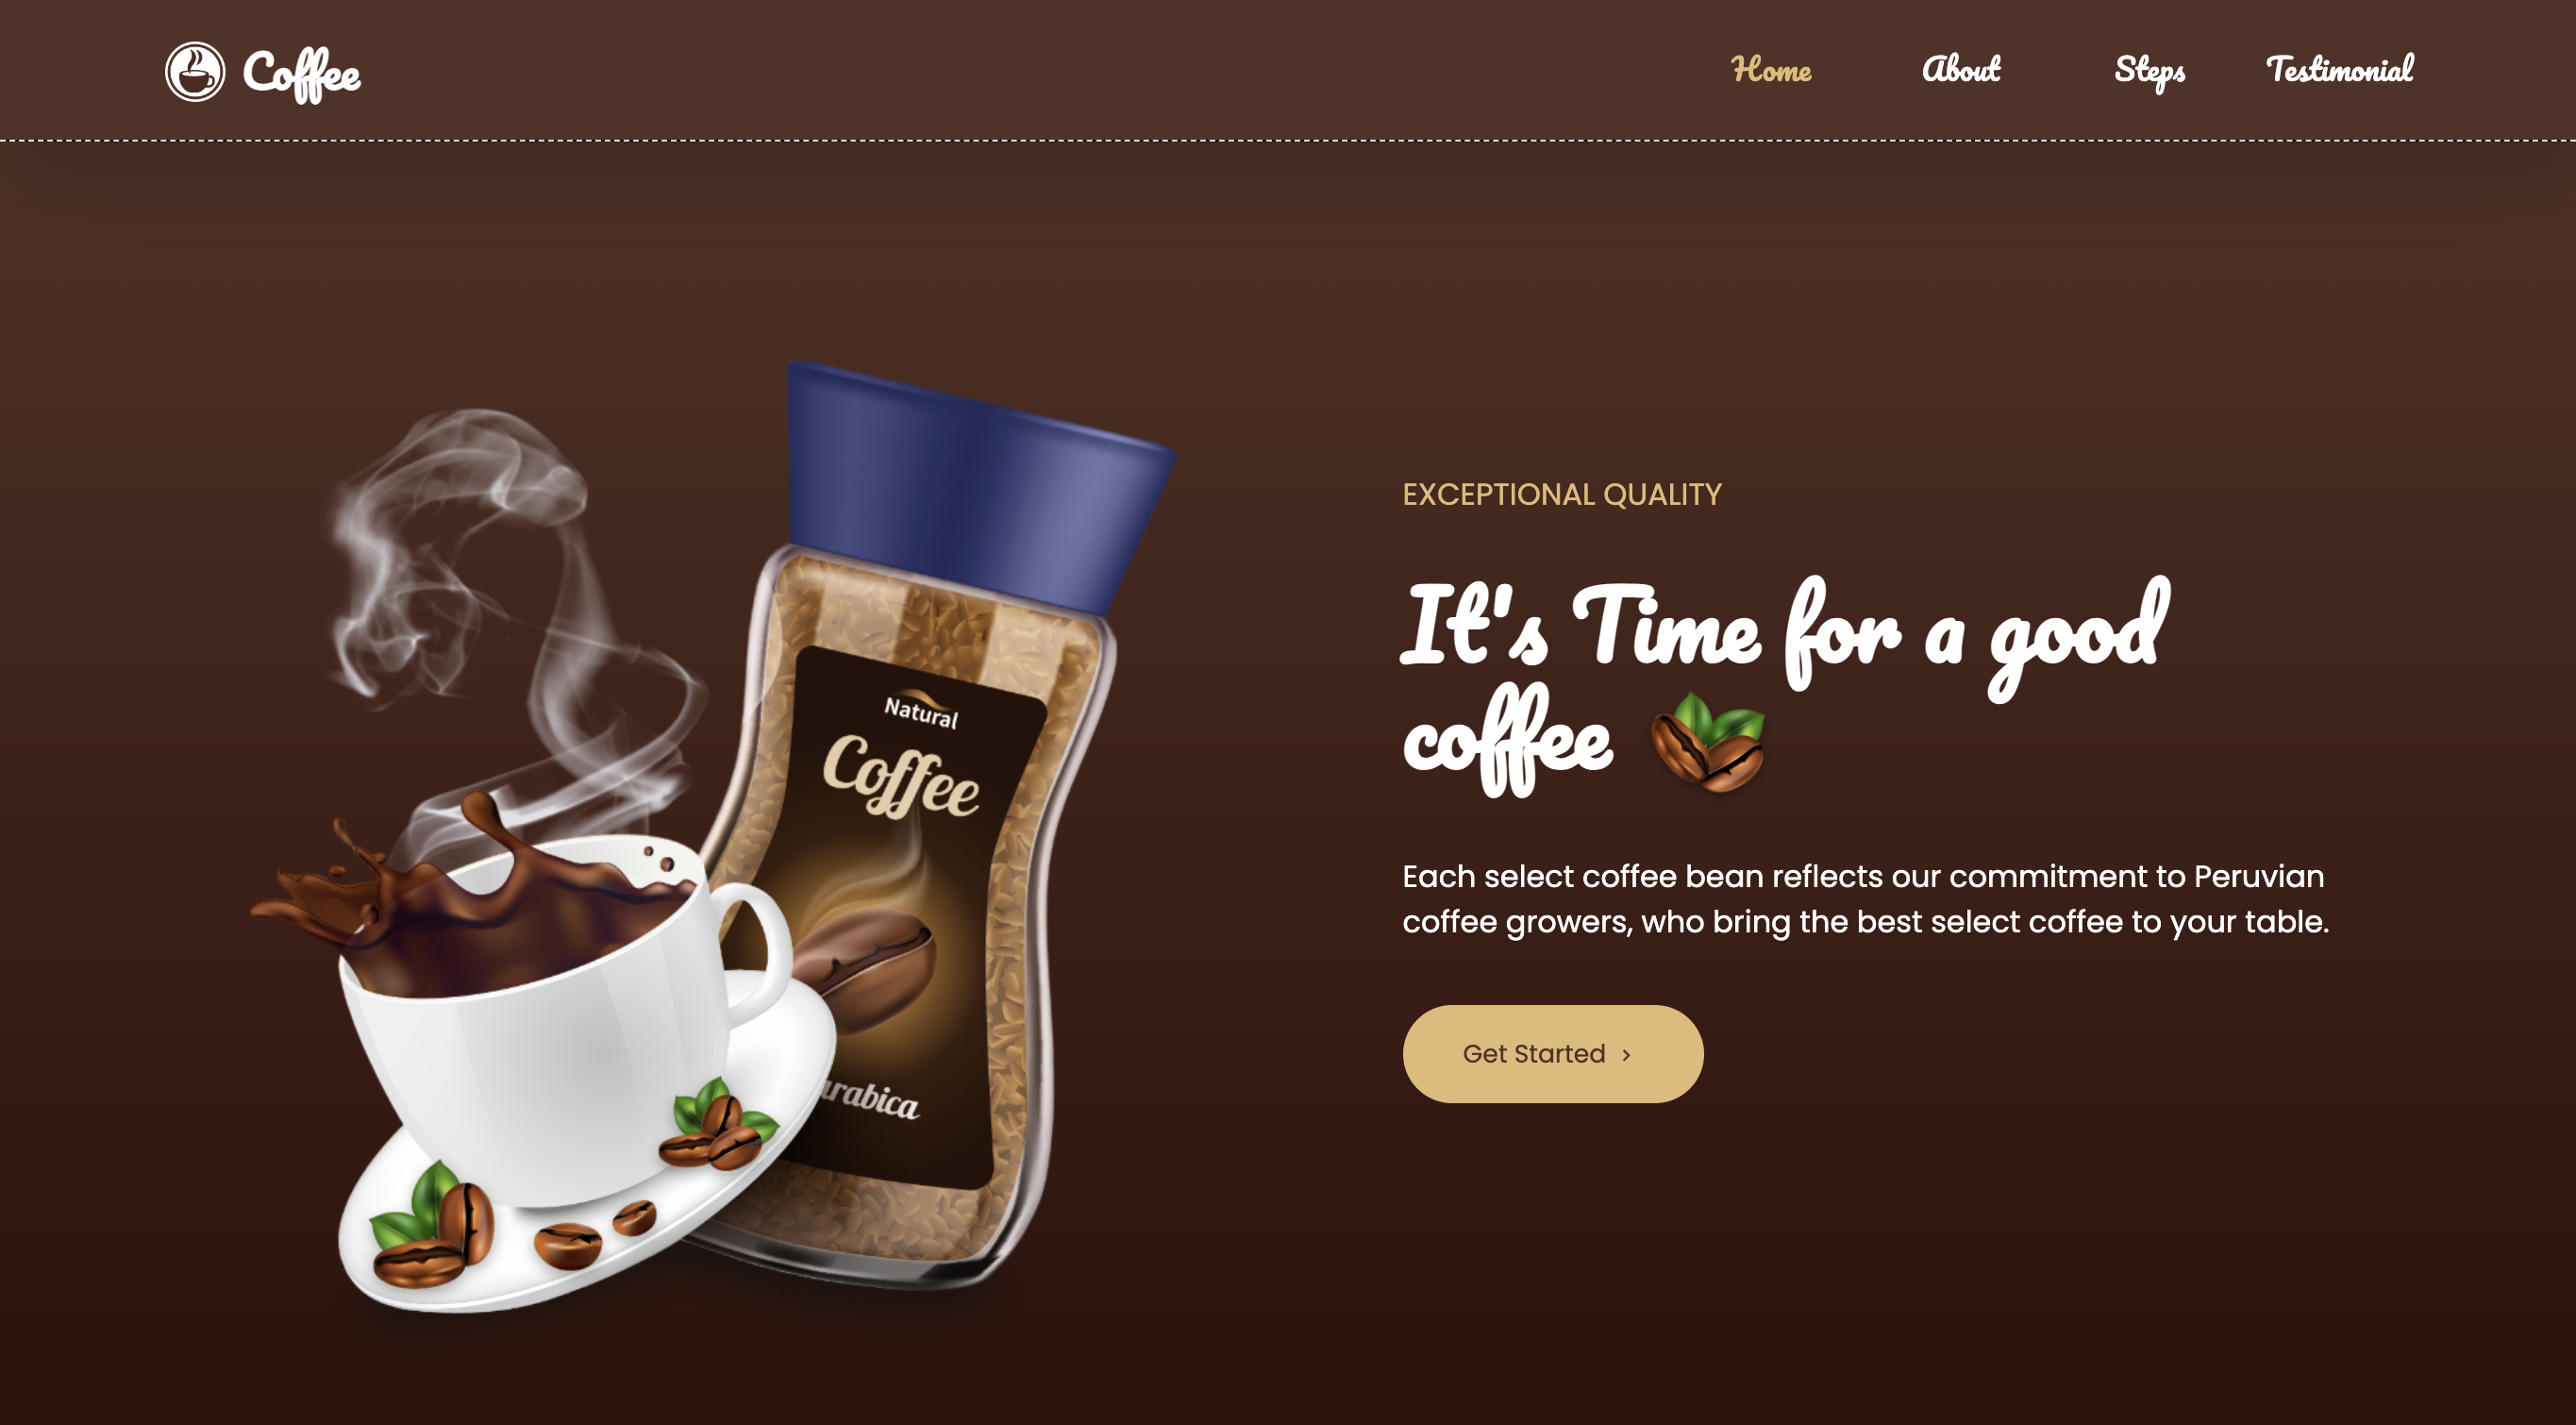 Coffee
Home About Steps Testimonial
EXCEPTIONAL QUALITY
It's Time for a good
coffee
Each select coffee bean reflects our commitment to Peruvian
coffee growers, who bring the best select coffee to your table.
Get Started
Natural
Coffee